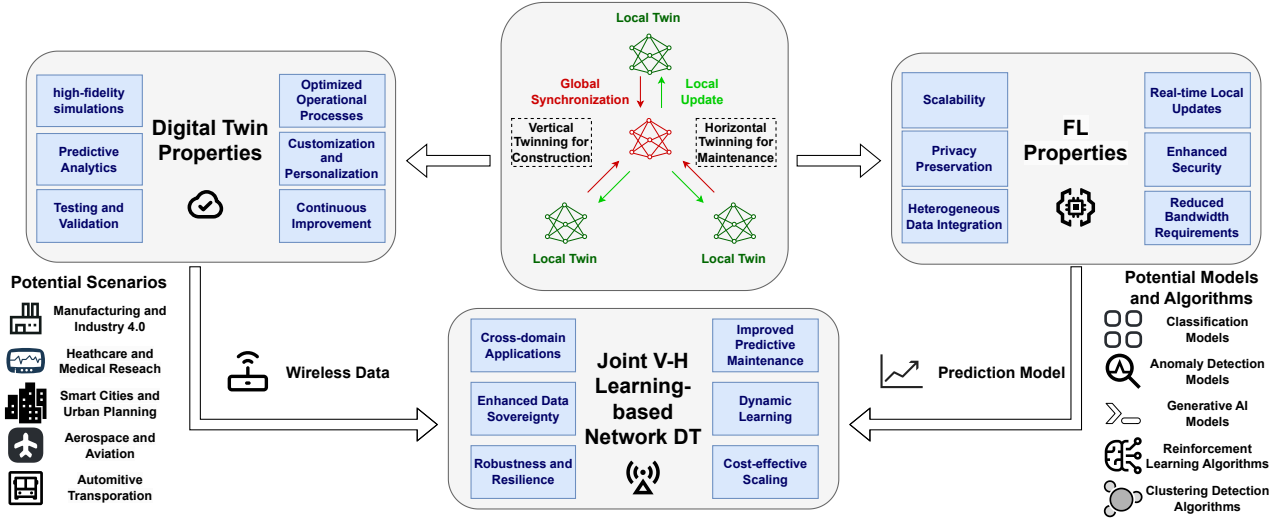 Local Twin
Global
Synchronization
Local
Update
Vertical
Twinning for
Construction
Horizontal
Twinning for
Maintenance
Local Twin
Local Twin
high-fidelity
simulations
Predictive
Analytics
Testing and
Validation
Digital Twin
Properties
Optimized
Operational
Processes
Customization
and
Personalization
Continuous
Improvement
Scalability
Privacy
Preservation
Heterogeneous
Data Integration
FL
Properties
Real-time Local
Updates
Enhanced
Security
Reduced
Bandwidth
Requirements
Potential Scenarios
Manufacturing and
Industry 4.0
Heathcare and
Medical Reseach
Smart Cities and
Urban Planning
Aerospace and
Aviation
Automitive
Transporation
Wireless Data
Cross-domain
Applications
Enhanced Data
Sovereignty
Robustness and
Resilience
Joint V-H
Learning-
based
Network DT
Improved
Predictive
Maintenance
Dynamic
Learning
Cost-effective
Scaling
Prediction Model
Potential Models
and Algorithms
Classification
Models
Anomaly Detection
Models
Generative AI
Models
Reinforcement
Learning Algorithms
Clustering Detection
Algorithms